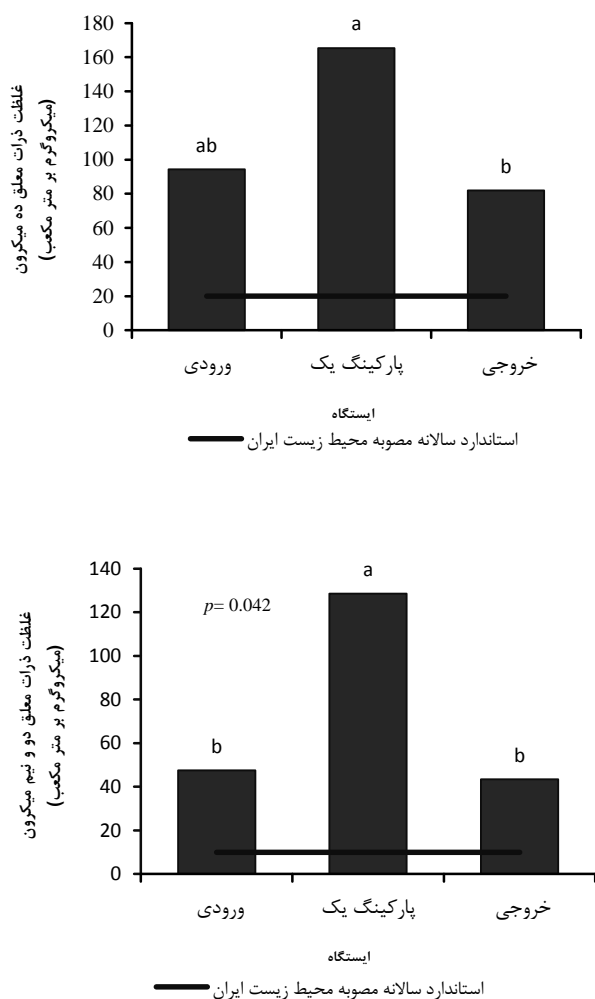 غلظت ذرات معلق ده میکرون
(میکروگرم بر متر مکعب)
180
160
140
120
100
80
60
40
20
0
ab
a
b
ورودی
پارکینگ یک
خروجی
ایستگاه
استاندارد سالانه مصوبه محیط زیست ایران
غلظت ذرات معلق دو و نیم میکرون
(میکروگرم بر متر مکعب)
140
120
100
80
60
40
20
0
p= 0.042
b
a
b
ورودی
پارکینگ یک
خروجی
ایستگاه
استاندارد سالانه مصوبه محیط زیست ایران